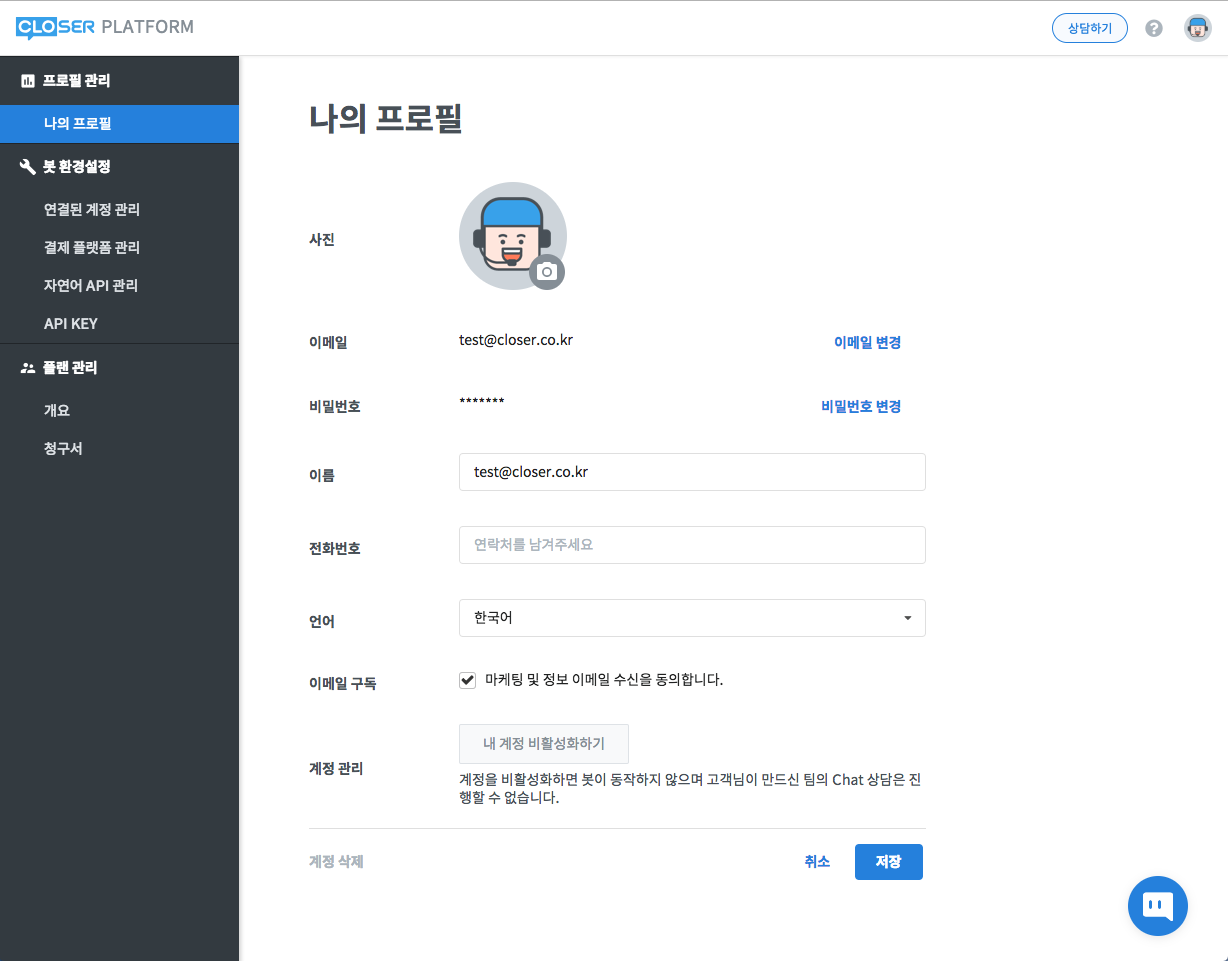 CLOSER PLATFORM
상담하기
?
프로필 관리
나의 프로필
봇 환경설정
연결된 계정 관리
결제 플랫폼 관리
자연어 API 관리
API KEY
플랜 관리
개요
청구서
나의 프로필
사진
이메일 test@closer.co.kr 이메일 변경
비밀번호 ******* 비밀번호 변경
이름 test@closer.co.kr
전화번호 연락처를 남겨주세요
언어 한국어
이메일 구독 마케팅 및 정보 이메일 수신을 동의합니다.
내 계정 비활성화하기
계정 관리
계정을 비활성화하면 봇이 동작하지 않으며 고객님이 만드신 팀의 Chat 상담은 진
행할 수 없습니다.
계정 삭제 취소 저장